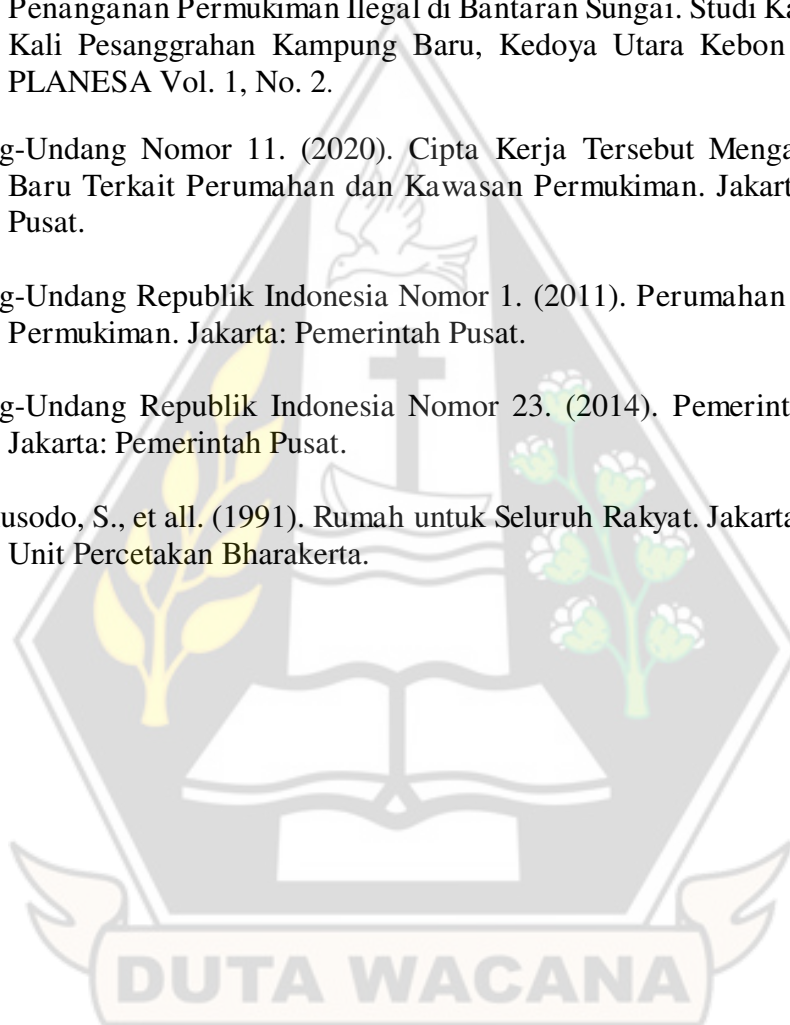 Penanganan Permukiman Ilegal di Bantaran Sungai. Studi Ka
Kali Pesanggrahan Kampung Baru, Kedoya Utara Kebon
PLANESA Vol. 1, No. 2.
g-Undang Nomor 11. (2020). Cipta Kerja Tersebut Menga
Baru Terkait Perumahan dan Kawasan Permukiman. Jakart
Pusat.
g-Undang Republik Indonesia Nomor 1. (2011). Perumahan
Permukiman. Jakarta: Pemerintah Pusat.
g-Undang Republik Indonesia Nomor 23. (2014). Pemerint
Jakarta: Pemerintah Pusat.
usodo, S., et all. (1991). Rumah untuk Seluruh Rakyat. Jakarta
Unit Percetakan Bharakerta.
DUTA WACANA